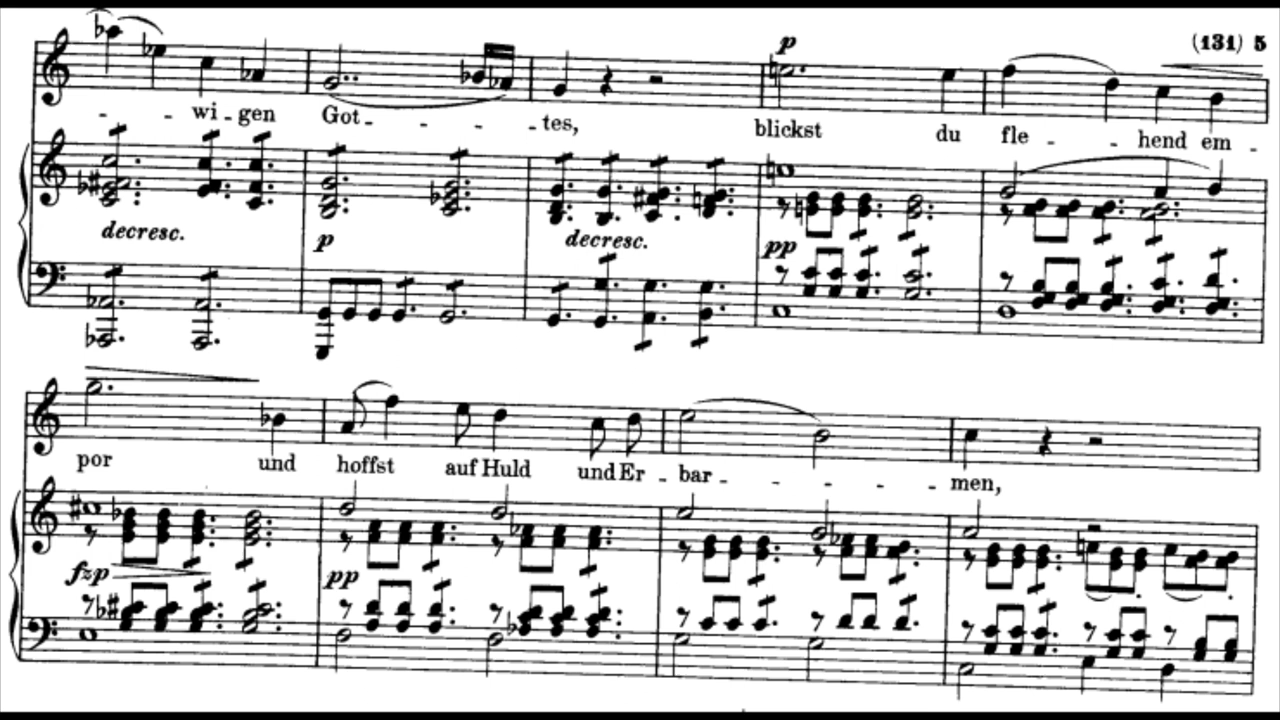 p (131) 5
- - wi - gen Got - - - tes, blickst du fle - - hend em -
decresc. p decresc. pp
por und hoffst auf Huld und Er - bar - - - - men,
fzp pp